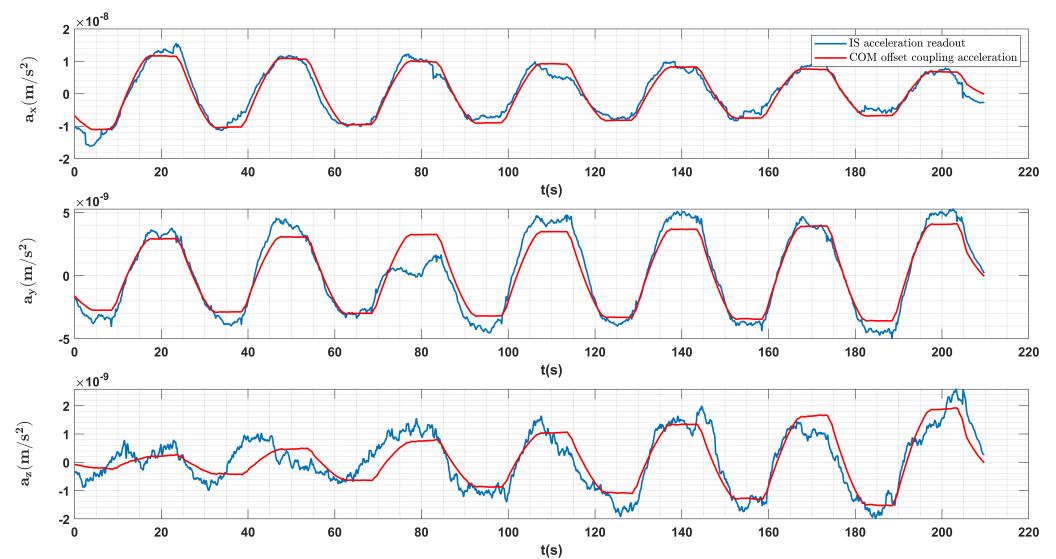 ×10⁻⁸
2
1
0
-1
-2
aₓ(m/s²)
IS acceleration readout
COM offset coupling acceleration
0 20 40 60 80 100 120 140 160 180 200 220
t(s)
×10⁻⁹
5
0
-5
a_y(m/s²)
0 20 40 60 80 100 120 140 160 180 200 220
t(s)
×10⁻⁹
2
1
0
-1
-2
a_z(m/s²)
0 20 40 60 80 100 120 140 160 180 200 220
t(s)